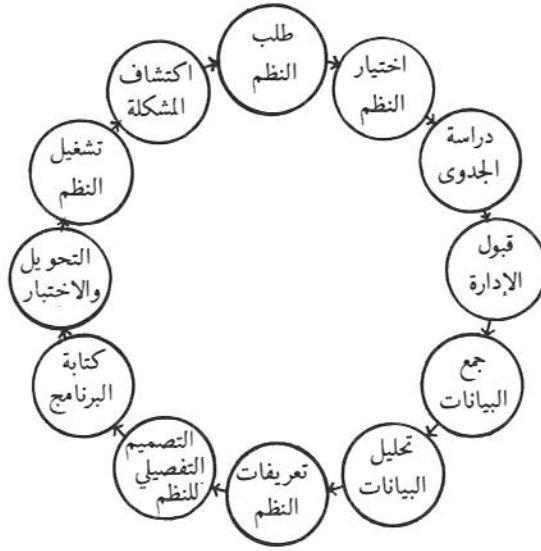 طلب
النظم
اختيار
النظم
دراسة
الجدوى
قبول
الإدارة
جمع
البيانات
تحليل
البيانات
تعريفات
النظم
التصميم
التفصيلي
للنظم
كتابة
البرنامج
التحويل
والاختبار
تشغيل
النظم
اكتشاف
المشكلة